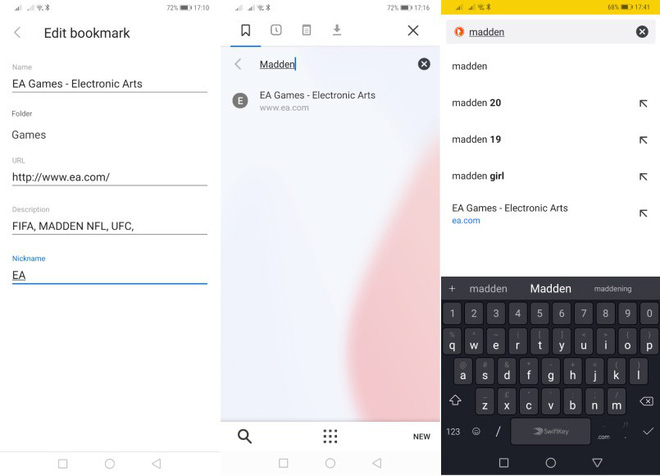 72% 17:10
Edit bookmark
Name
EA Games - Electronic Arts
Folder
Games
URL
http://www.ea.com/
Description
FIFA, MADDEN NFL, UFC,
Nickname
EA
72% 17:16
Madden
E
EA Games - Electronic Arts
www.ea.com
NEW
68% 17:41
madden
madden
madden 20
madden 19
madden girl
EA Games - Electronic Arts
ea.com
+ madden Madden maddening
1 2 3 4 5 6 7 8 9 0
q w e r t y u i o p
a s d f g h j k l
z x c v b n m
123 / SwiftKey .com